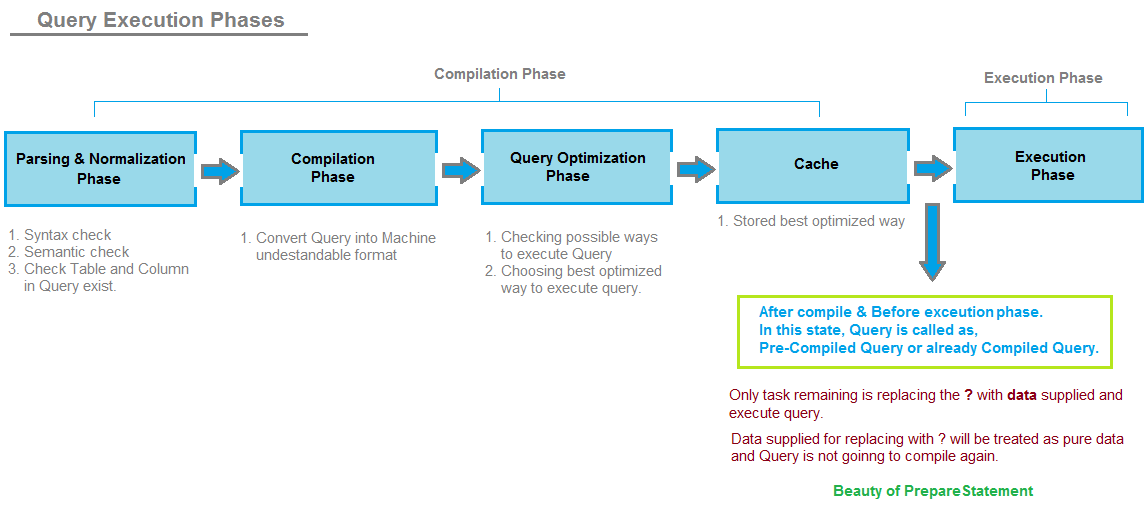 Query Execution Phases
Compilation Phase
Execution Phase
Parsing & Normalization
Phase
Compilation
Phase
Query Optimization
Phase
Cache
Execution
Phase
1. Syntax check
2. Semantic check
3. Check Table and Column
in Query exist.
1. Convert Query into Machine
undestandable format
1. Checking possible ways
to execute Query
2. Choosing best optimized
way to execute query.
1. Stored best optimized way
After compile & Before exceution phase.
In this state, Query is called as,
Pre-Compiled Query or already Compiled Query.
Only task remaining is replacing the ? with data supplied and
execute query.
Data supplied for replacing with ? will be treated as pure data
and Query is not goinng to compile again.
Beauty of PrepareStatement